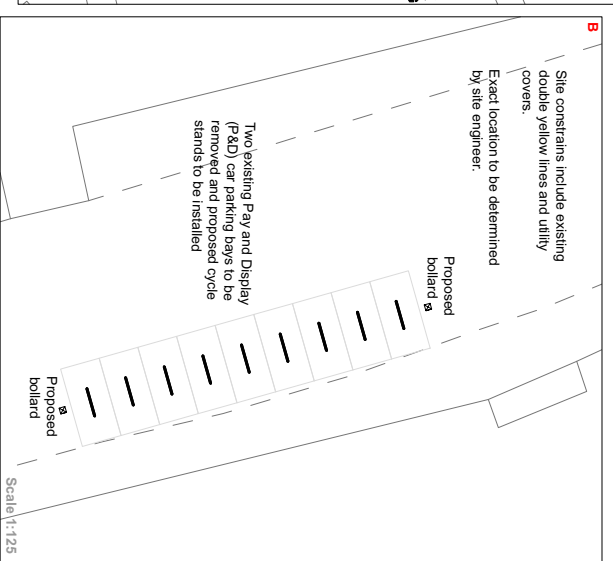 B
Site constrains include existing
double yellow lines and utility
covers.
Exact location to be determined
by site engineer.
Two existing Pay and Display
(P&D) car parking bays to be
removed and proposed cycle
stands to be installed
Proposed
bollard
Proposed
bollard
Scale 1:125